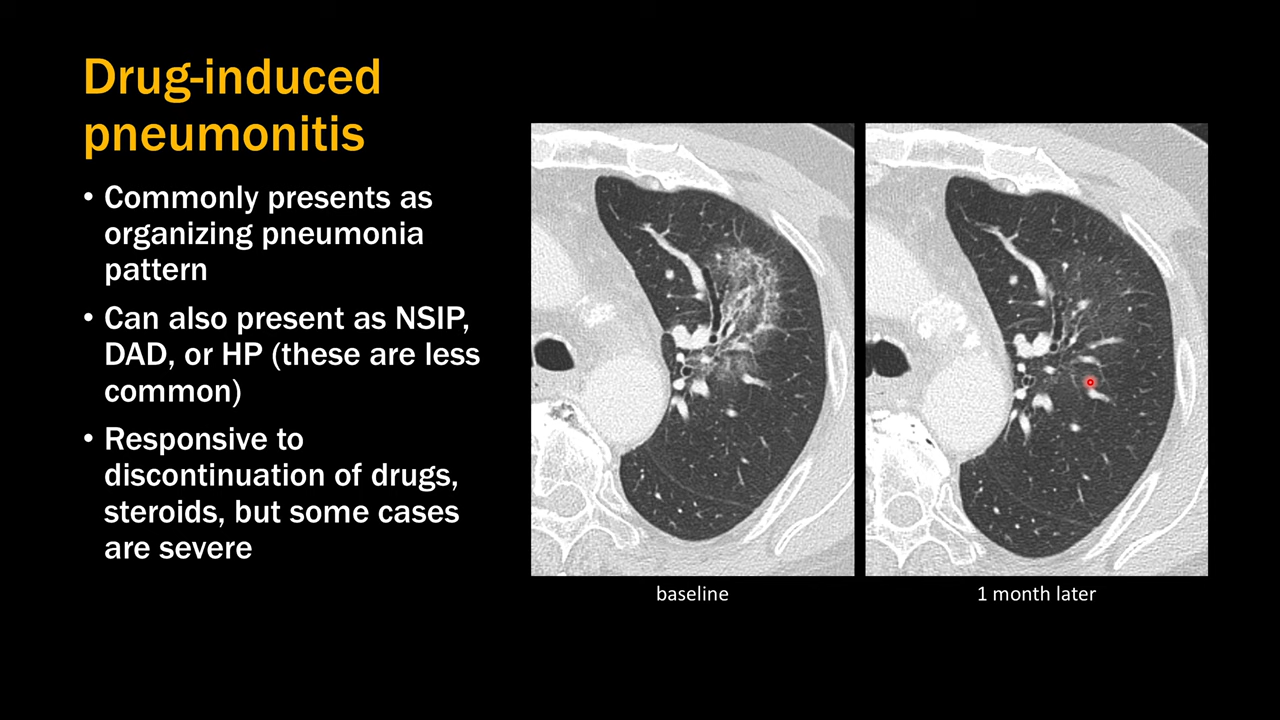 Drug-induced
pneumonitis
• Commonly presents as
organizing pneumonia
pattern
• Can also present as NSIP,
DAD, or HP (these are less
common)
• Responsive to
discontinuation of drugs,
steroids, but some cases
are severe
baseline
1 month later